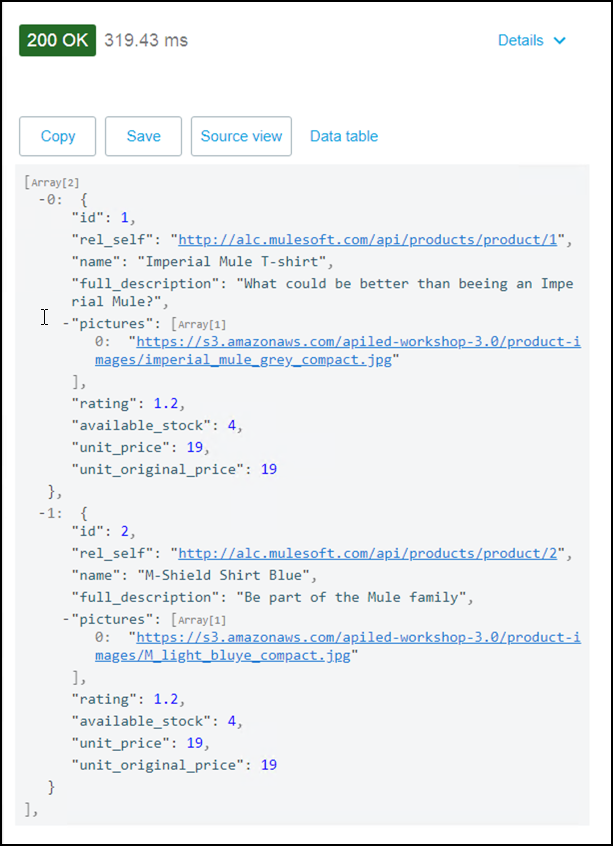 200 OK 319.43 ms Details
Copy Save Source view Data table
[Array[2]
-0: {
"id": 1,
"rel_self": "http://alc.mulesoft.com/api/products/product/1",
"name": "Imperial Mule T-shirt",
"full_description": "What could be better than beeing an Impe
rial Mule?",
-"pictures": [Array[1]
0: "https://s3.amazonaws.com/apiled-workshop-3.0/product-i
mages/imperial_mule_grey_compact.jpg"
],
"rating": 1.2,
"available_stock": 4,
"unit_price": 19,
"unit_original_price": 19
},
-1: {
"id": 2,
"rel_self": "http://alc.mulesoft.com/api/products/product/2",
"name": "M-Shield Shirt Blue",
"full_description": "Be part of the Mule family",
-"pictures": [Array[1]
0: "https://s3.amazonaws.com/apiled-workshop-3.0/product-i
mages/M_light_bluye_compact.jpg"
],
"rating": 1.2,
"available_stock": 4,
"unit_price": 19,
"unit_original_price": 19
}
],